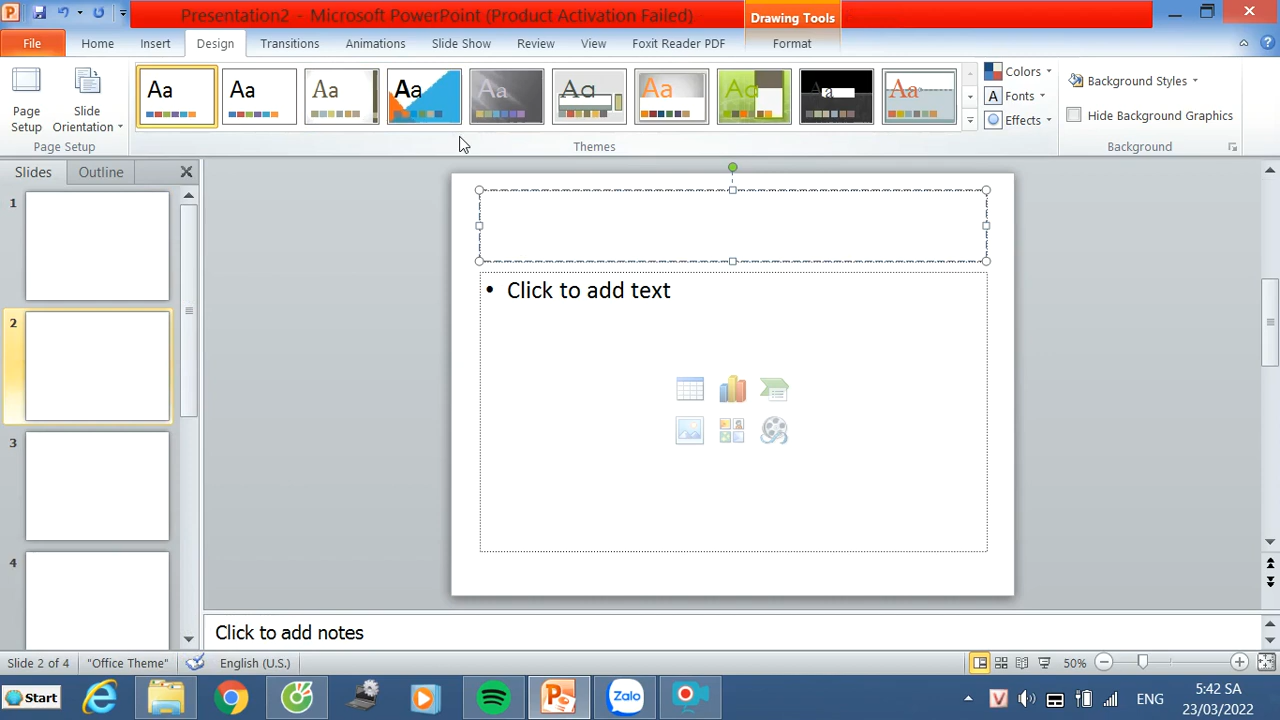 Presentation2 - Microsoft PowerPoint (Product Activation Failed)
Drawing Tools
File
Home
Insert
Design
Transitions
Animations
Slide Show
Review
View
Foxit Reader PDF
Format
Page Setup
Slide Orientation
Page Setup
Aa
Aa
Aa
Aa
Aa
Aa
Aa
Aa
Aa
Aa
Themes
Colors
Fonts
Effects
Background Styles
Hide Background Graphics
Background
Slides
Outline
1
2
3
4
• Click to add text
Click to add notes
Slide 2 of 4
"Office Theme"
English (U.S.)
50%
Start
Zalo
ENG
5:42 SA
23/03/2022